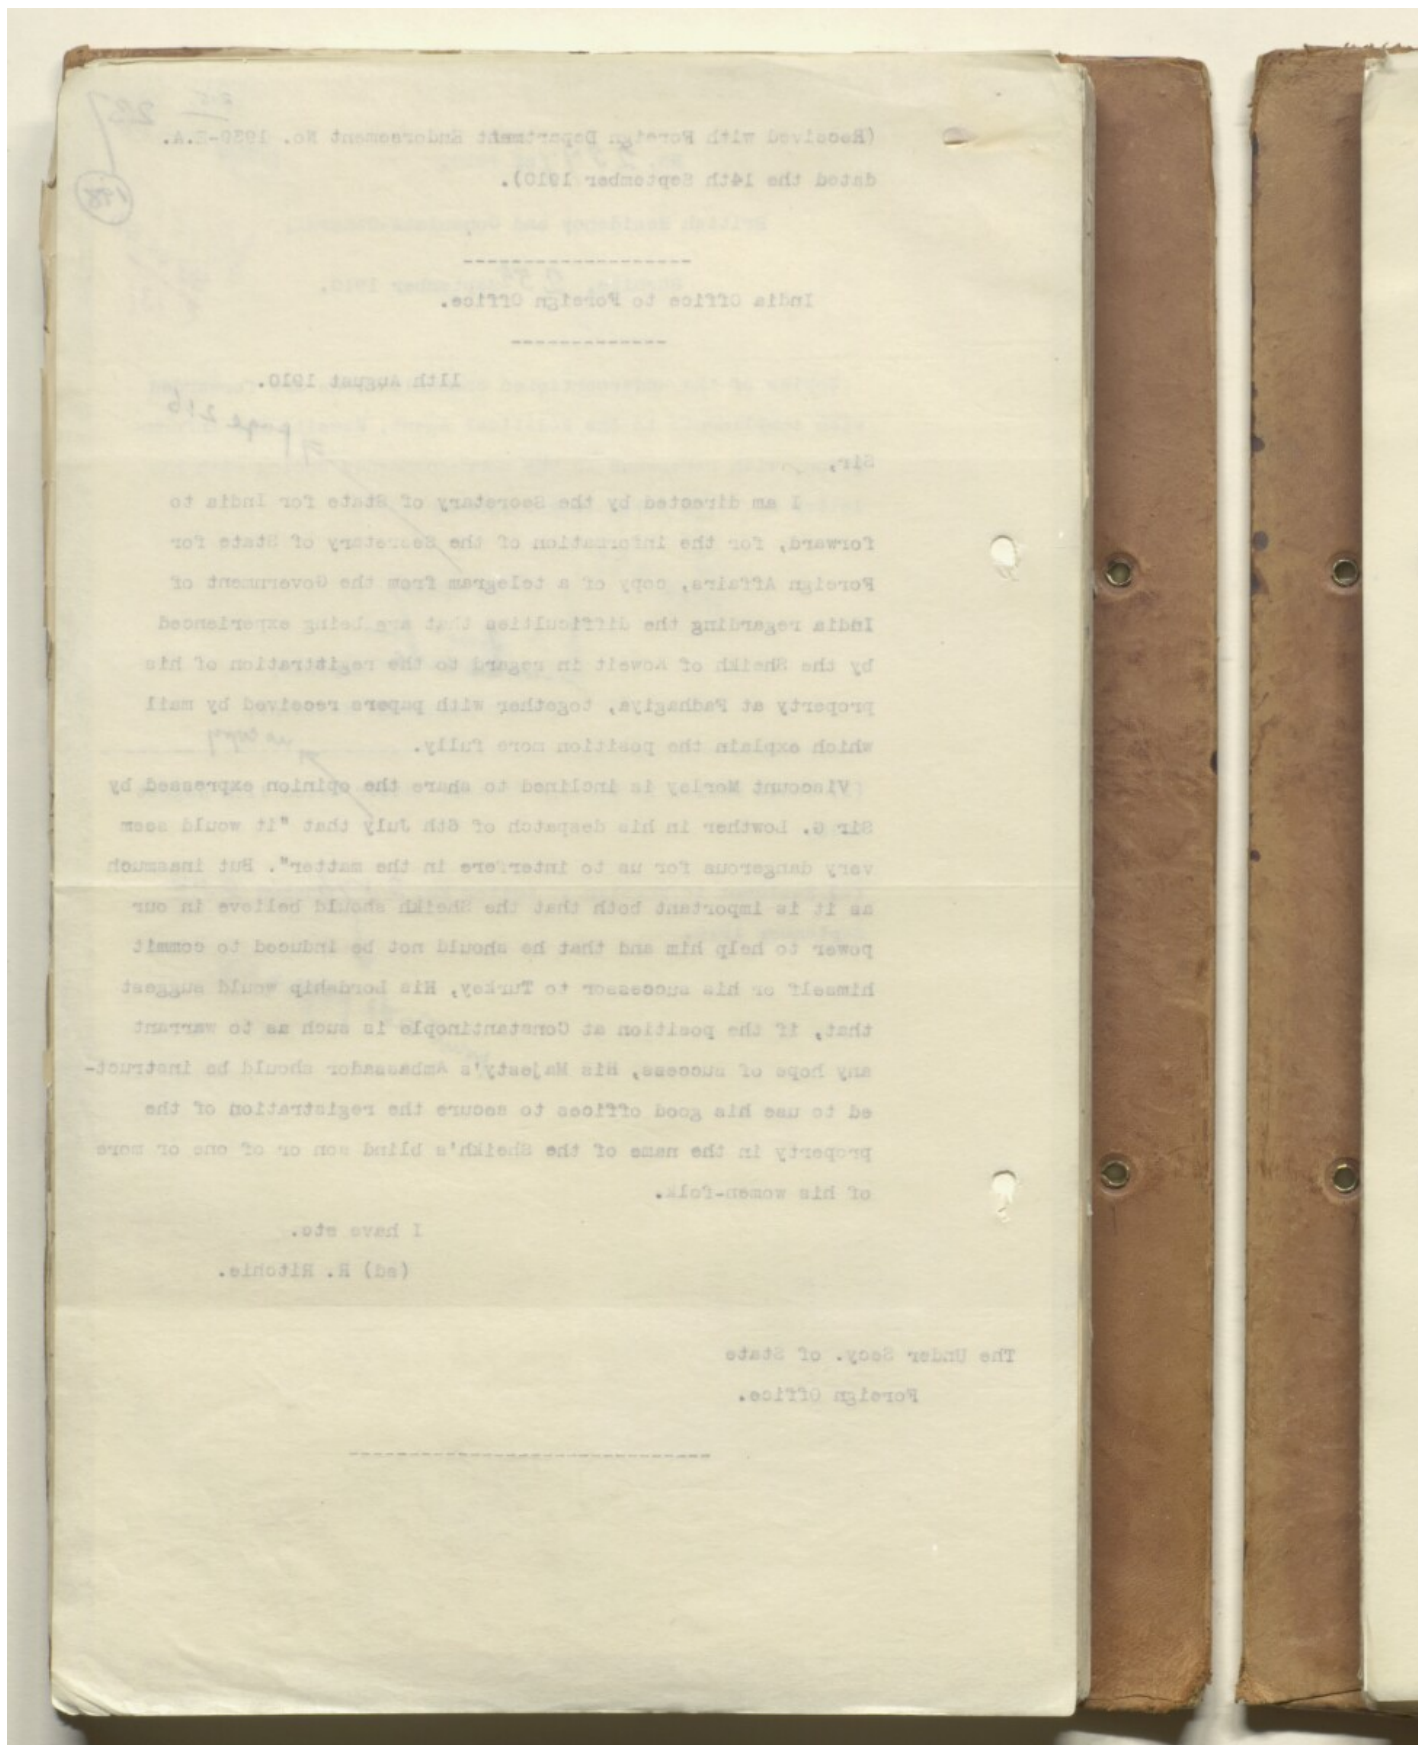 (Received with Foreign Department Endorsement No. 1939-E.A.
dated the 14th September 1910).
India Office to Foreign Office.
11th August 1910.
page 216
Sir,
I am directed by the Secretary of State for India to
forward, for the information of the Secretary of State for
Foreign Affairs, copy of a telegram from the Government of
India regarding the difficulties that are being experienced
by the Sheikh of Koweit in regard to the registration of his
property at Fadhagiya, together with papers received by mail
which explain the position more fully.
no copy
Viscount Morley is inclined to share the opinion expressed by
Sir G. Lowther in his despatch of 6th July that "it would seem
very dangerous for us to interfere in the matter". But inasmuch
as it is important both that the Sheikh should believe in our
power to help him and that he should not be induced to commit
himself or his successor to Turkey, His Lordship would suggest
that, if the position at Constantinople is such as to warrant
any hope of success, His Majesty's Ambassador should be instruct-
ed to use his good offices to secure the registration of the
property in the name of the Sheikh's blind son or of one or more
of his women-folk.
I have etc.
(sd) R. Ritchie.
The Under Secy. of State
Foreign Office.